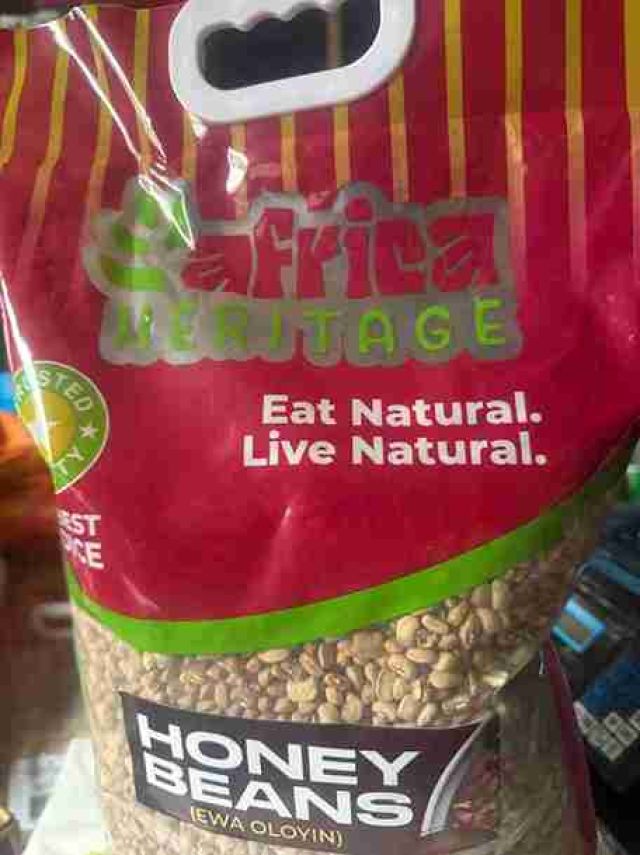 africa
HERITAGE
Eat Natural.
Live Natural.
HONEY
BEANS
(EWA OLOYIN)